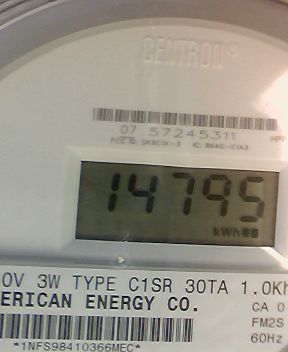 CENTRON®
07 57245311
14795
kWh
0V 3W TYPE C1SR 30TA 1.0Kh
ERICAN ENERGY CO.
CA 0
FM2S
60Hz
*1NFS98410366MEC*